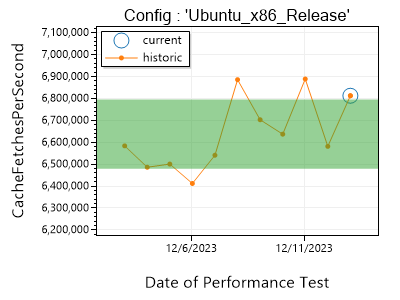 Config : 'Ubuntu_x86_Release'
7,100,000
7,000,000
6,900,000
6,800,000
6,700,000
6,600,000
6,500,000
6,400,000
6,300,000
6,200,000
CacheFetchesPerSecond
current
historic
12/6/2023
12/11/2023
Date of Performance Test